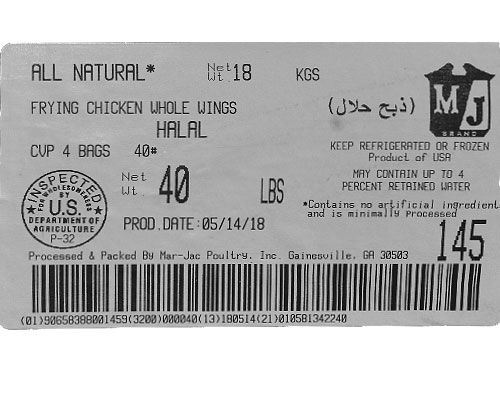 ALL NATURAL* Net Wt. 18 KGS
FRYING CHICKEN WHOLE WINGS
HALAL
(ذبح حلال)
MJ
BRAND
CVP 4 BAGS 40#
KEEP REFRIGERATED OR FROZEN
Product of USA
Net Wt. 40 LBS
MAY CONTAIN UP TO 4
PERCENT RETAINED WATER
INSPECTED
FOR WHOLESOMENESS
BY
U.S.
DEPARTMENT OF
AGRICULTURE
P-32
*Contains no artificial ingredient
and is minimally Processed
PROD.DATE:05/14/18
145
Processed & Packed By Mar-Jac Poultry, Inc. Gainesville, GA 30503
(01)90658388001459(3200)000040(13)180514(21)010581342240